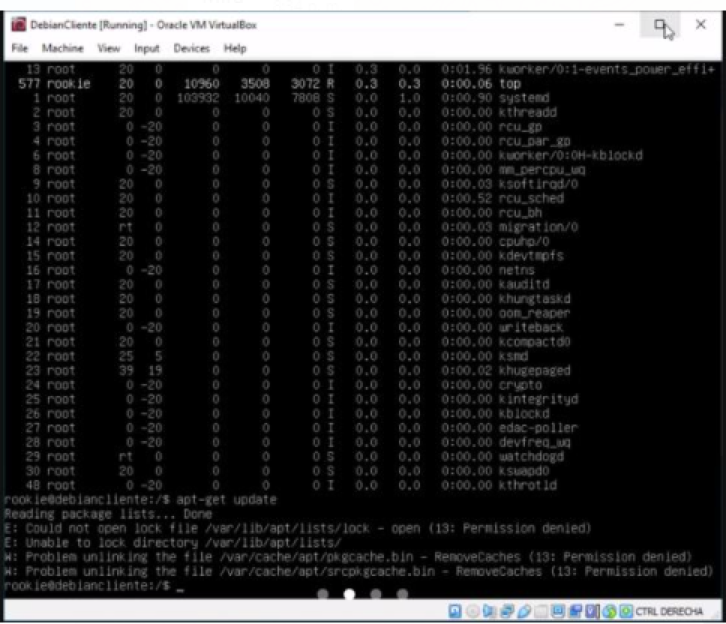 DebianCliente [Running] - Oracle VM VirtualBox
File Machine View Input Devices Help
13 root 20 0 0 0 0 I 0.3 0.0 0:01.96 kworker/0:1-events_power_effi+
577 rookie 20 0 10960 3508 3072 R 0.3 0.3 0:00.06 top
1 root 20 0 103932 10040 7808 S 0.0 1.0 0:00.90 systemd
2 root 20 0 0 0 0 S 0.0 0.0 0:00.00 kthreadd
3 root 0 -20 0 0 0 I 0.0 0.0 0:00.00 rcu_gp
4 root 0 -20 0 0 0 I 0.0 0.0 0:00.00 rcu_par_gp
6 root 0 -20 0 0 0 I 0.0 0.0 0:00.00 kworker/0:0H-kblockd
8 root 0 -20 0 0 0 I 0.0 0.0 0:00.00 mm_percpu_wq
9 root 20 0 0 0 0 S 0.0 0.0 0:00.03 ksoftirqd/0
10 root 20 0 0 0 0 I 0.0 0.0 0:00.52 rcu_sched
11 root 20 0 0 0 0 I 0.0 0.0 0:00.00 rcu_bh
12 root rt 0 0 0 0 S 0.0 0.0 0:00.03 migration/0
14 root 20 0 0 0 0 S 0.0 0.0 0:00.00 cpuhp/0
15 root 20 0 0 0 0 S 0.0 0.0 0:00.00 kdevtmpfs
16 root 0 -20 0 0 0 I 0.0 0.0 0:00.00 netns
17 root 20 0 0 0 0 S 0.0 0.0 0:00.00 kauditd
18 root 20 0 0 0 0 S 0.0 0.0 0:00.00 khungtaskd
19 root 20 0 0 0 0 S 0.0 0.0 0:00.00 oom_reaper
20 root 0 -20 0 0 0 I 0.0 0.0 0:00.00 writeback
21 root 20 0 0 0 0 S 0.0 0.0 0:00.00 kcompactd0
22 root 25 5 0 0 0 S 0.0 0.0 0:00.00 ksmd
23 root 39 19 0 0 0 S 0.0 0.0 0:00.02 khugepaged
24 root 0 -20 0 0 0 I 0.0 0.0 0:00.00 crypto
25 root 0 -20 0 0 0 I 0.0 0.0 0:00.00 kintegrityd
26 root 0 -20 0 0 0 I 0.0 0.0 0:00.00 kblockd
27 root 0 -20 0 0 0 I 0.0 0.0 0:00.00 edac-poller
28 root 0 -20 0 0 0 I 0.0 0.0 0:00.00 devfreq_wq
29 root rt 0 0 0 0 S 0.0 0.0 0:00.00 watchdogd
30 root 20 0 0 0 0 S 0.0 0.0 0:00.00 kswapd0
48 root 0 -20 0 0 0 I 0.0 0.0 0:00.00 kthrotld
rookie@debiancliente:/$ apt-get update
Reading package lists... Done
E: Could not open lock file /var/lib/apt/lists/lock - open (13: Permission denied)
E: Unable to lock directory /var/lib/apt/lists/
W: Problem unlinking the file /var/cache/apt/pkgcache.bin - RemoveCaches (13: Permission denied)
W: Problem unlinking the file /var/cache/apt/srcpkgcache.bin - RemoveCaches (13: Permission denied)
rookie@debiancliente:/$ _
CTRL DERECHA